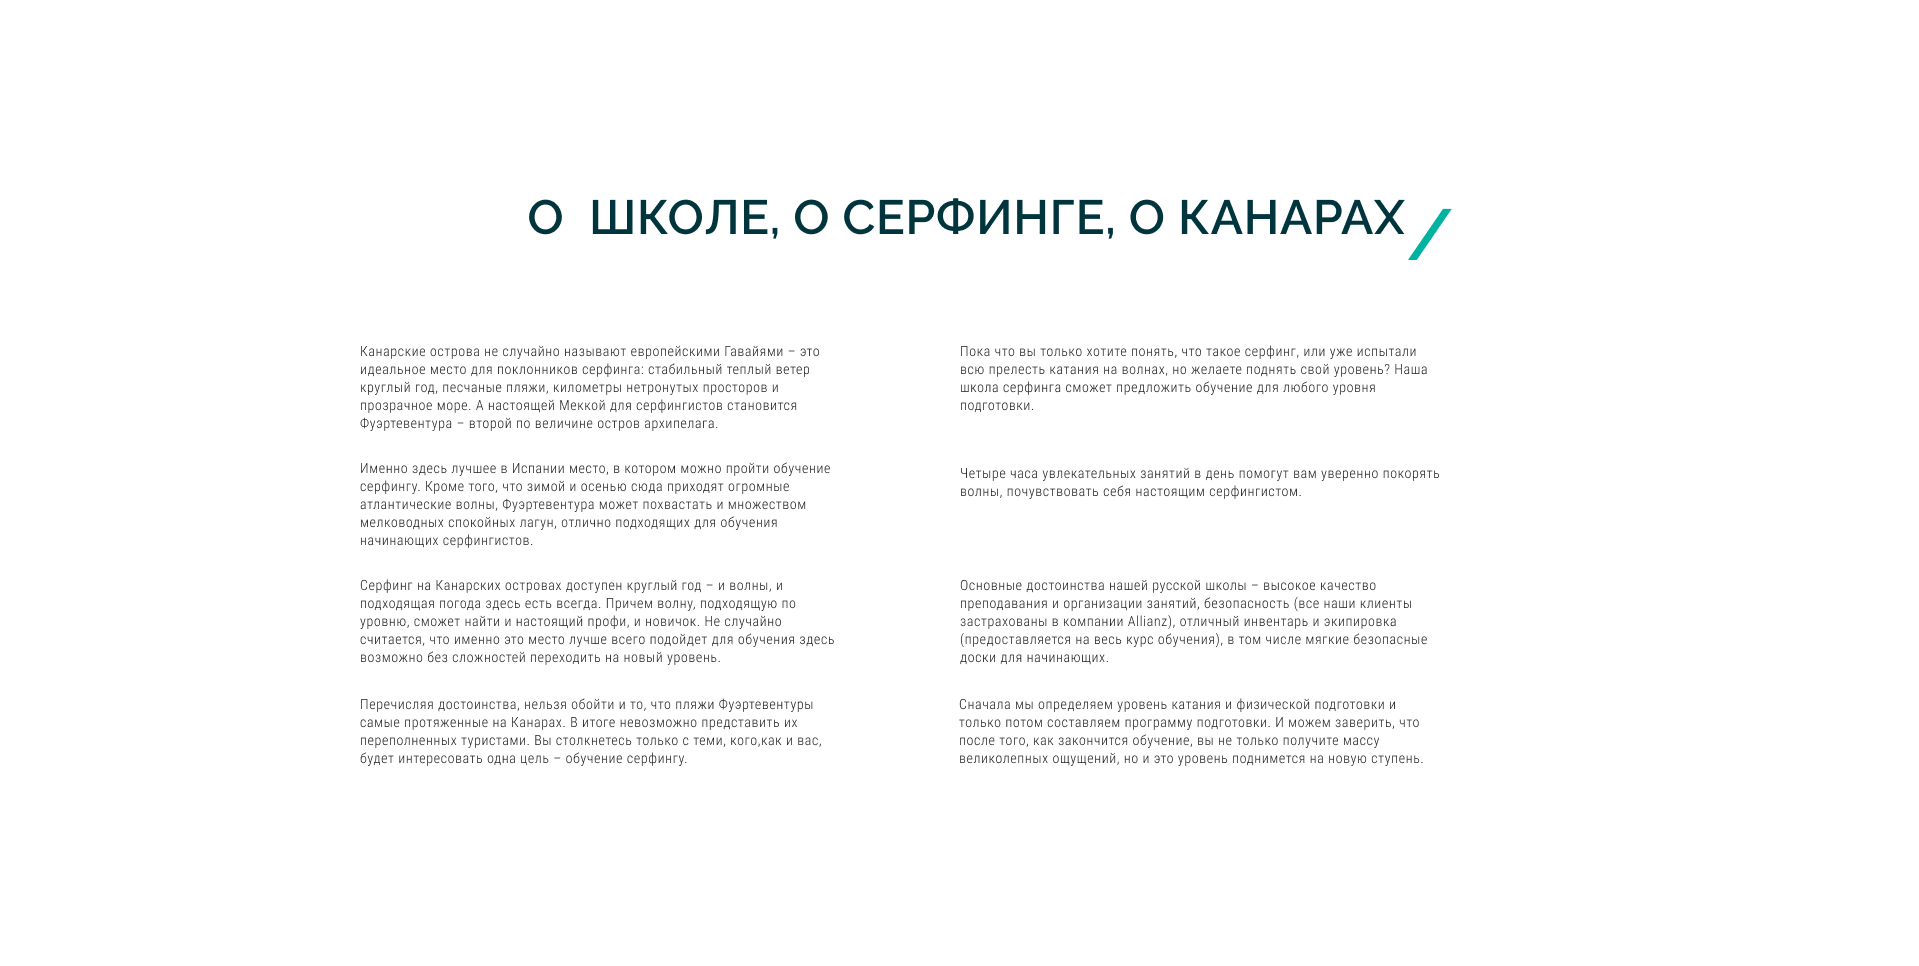 О  ШКОЛЕ, О СЕРФИНГЕ, О КАНАРАХ
Канарские острова не случайно называют европейскими Гавайями – это
идеальное место для поклонников серфинга: стабильный теплый ветер
круглый год, песчаные пляжи, километры нетронутых просторов и
прозрачное море. А настоящей Меккой для серфингистов становится
Фуэртевентура – второй по величине остров архипелага.
Именно здесь лучшее в Испании место, в котором можно пройти обучение
серфингу. Кроме того, что зимой и осенью сюда приходят огромные
атлантические волны, Фуэртевентура может похвастать и множеством
мелководных спокойных лагун, отлично подходящих для обучения
начинающих серфингистов.
Серфинг на Канарских островах доступен круглый год – и волны, и
подходящая погода здесь есть всегда. Причем волну, подходящую по
уровню, сможет найти и настоящий профи, и новичок. Не случайно
считается, что именно это место лучше всего подойдет для обучения здесь
возможно без сложностей переходить на новый уровень.
Перечисляя достоинства, нельзя обойти и то, что пляжи Фуэртевентуры
самые протяженные на Канарах. В итоге невозможно представить их
переполненных туристами. Вы столкнетесь только с теми, кого,как и вас,
будет интересовать одна цель – обучение серфингу.
Пока что вы только хотите понять, что такое серфинг, или уже испытали
всю прелесть катания на волнах, но желаете поднять свой уровень? Наша
школа серфинга сможет предложить обучение для любого уровня
подготовки.
Четыре часа увлекательных занятий в день помогут вам уверенно покорять
волны, почувствовать себя настоящим серфингистом.
Основные достоинства нашей русской школы – высокое качество
преподавания и организации занятий, безопасность (все наши клиенты
застрахованы в компании Allianz), отличный инвентарь и экипировка
(предоставляется на весь курс обучения), в том числе мягкие безопасные
доски для начинающих.
Сначала мы определяем уровень катания и физической подготовки и
только потом составляем программу подготовки. И можем заверить, что
после того, как закончится обучение, вы не только получите массу
великолепных ощущений, но и это уровень поднимется на новую ступень.